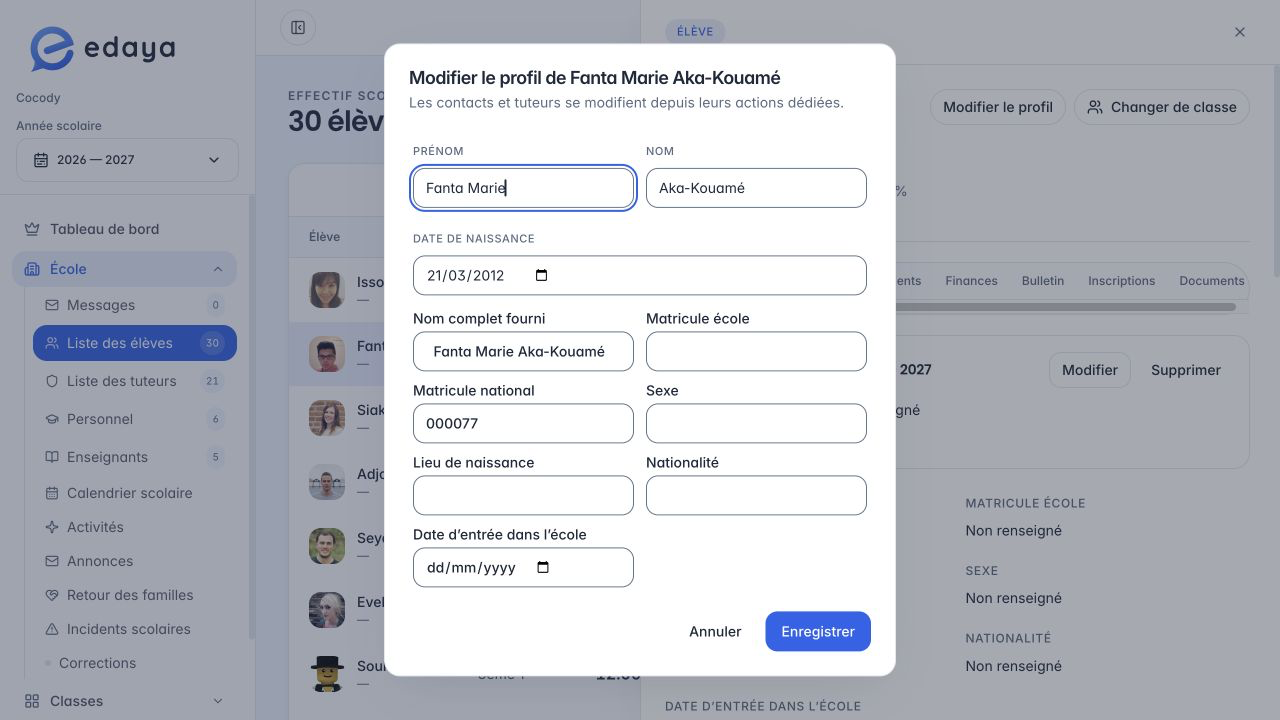 edaya
Cocody
Année scolaire
2026 — 2027
Tableau de bord
École
Messages 0
Liste des élèves 30
Liste des tuteurs 21
Personnel 6
Enseignants 5
Calendrier scolaire
Activités
Annonces
Retour des familles
Incidents scolaires
Corrections
Classes
EFFECTIF SCO
30 élèv
Élève
Isso
—
Fant
—
Siak
—
Adjo
—
Seyd
—
Evel
—
Sour
—
ÉLÈVE
Modifier le profil
Changer de classe
%
ents
Finances
Bulletin
Inscriptions
Documents
2027
Modifier
Supprimer
gné
MATRICULE ÉCOLE
Non renseigné
SEXE
Non renseigné
NATIONALITÉ
Non renseigné
DATE D’ENTRÉE DANS L’ÉCOLE
Modifier le profil de Fanta Marie Aka-Kouamé
Les contacts et tuteurs se modifient depuis leurs actions dédiées.
PRÉNOM
NOM
Fanta Marie
Aka-Kouamé
DATE DE NAISSANCE
21/03/2012
Nom complet fourni
Matricule école
Fanta Marie Aka-Kouamé
Matricule national
Sexe
000077
Lieu de naissance
Nationalité
Date d’entrée dans l’école
dd/mm/yyyy
Annuler
Enregistrer